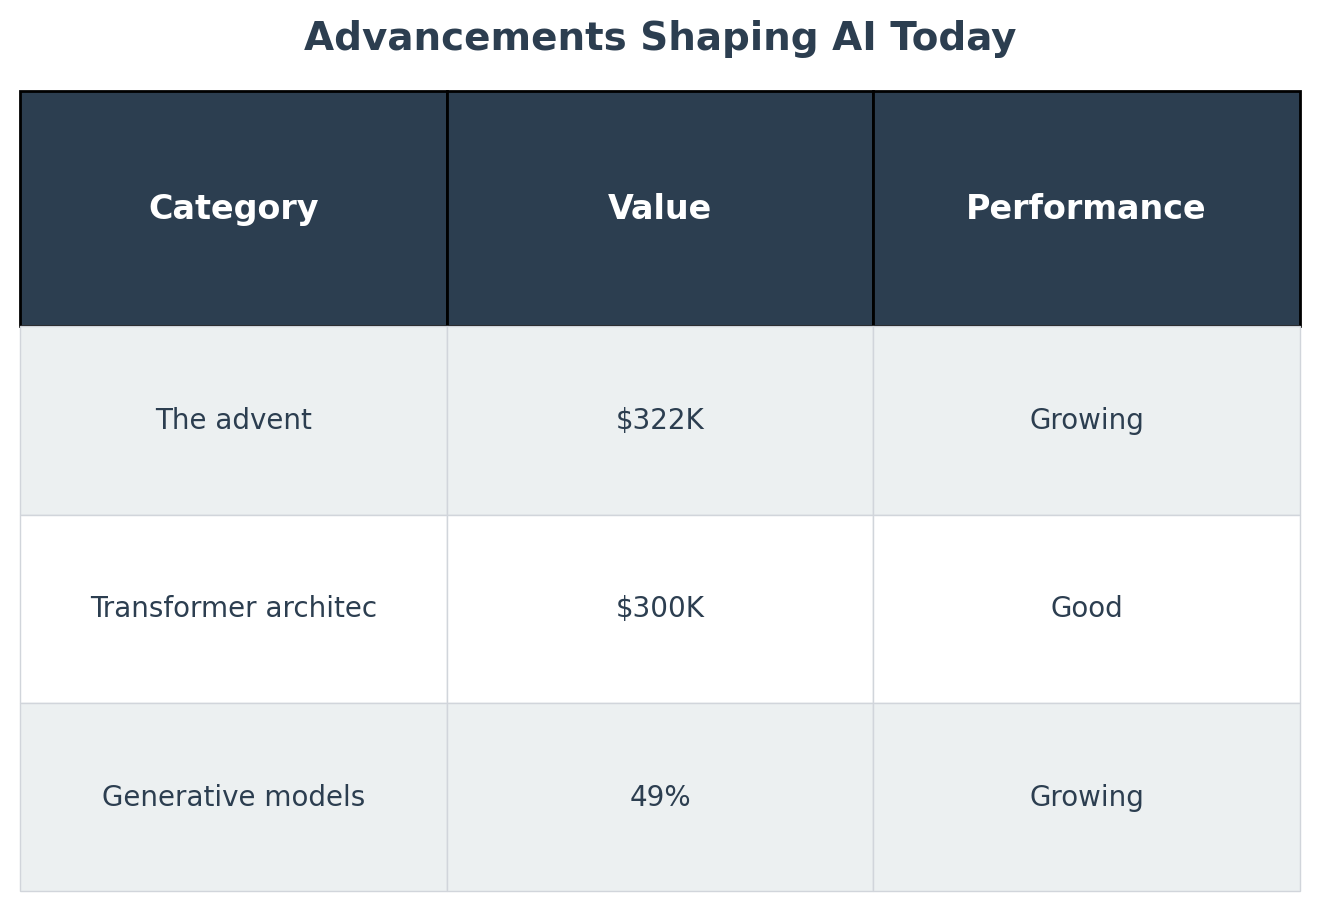 Advancements Shaping AI Today
Category Value Performance
The advent $322K Growing
Transformer architec $300K Good
Generative models 49% Growing